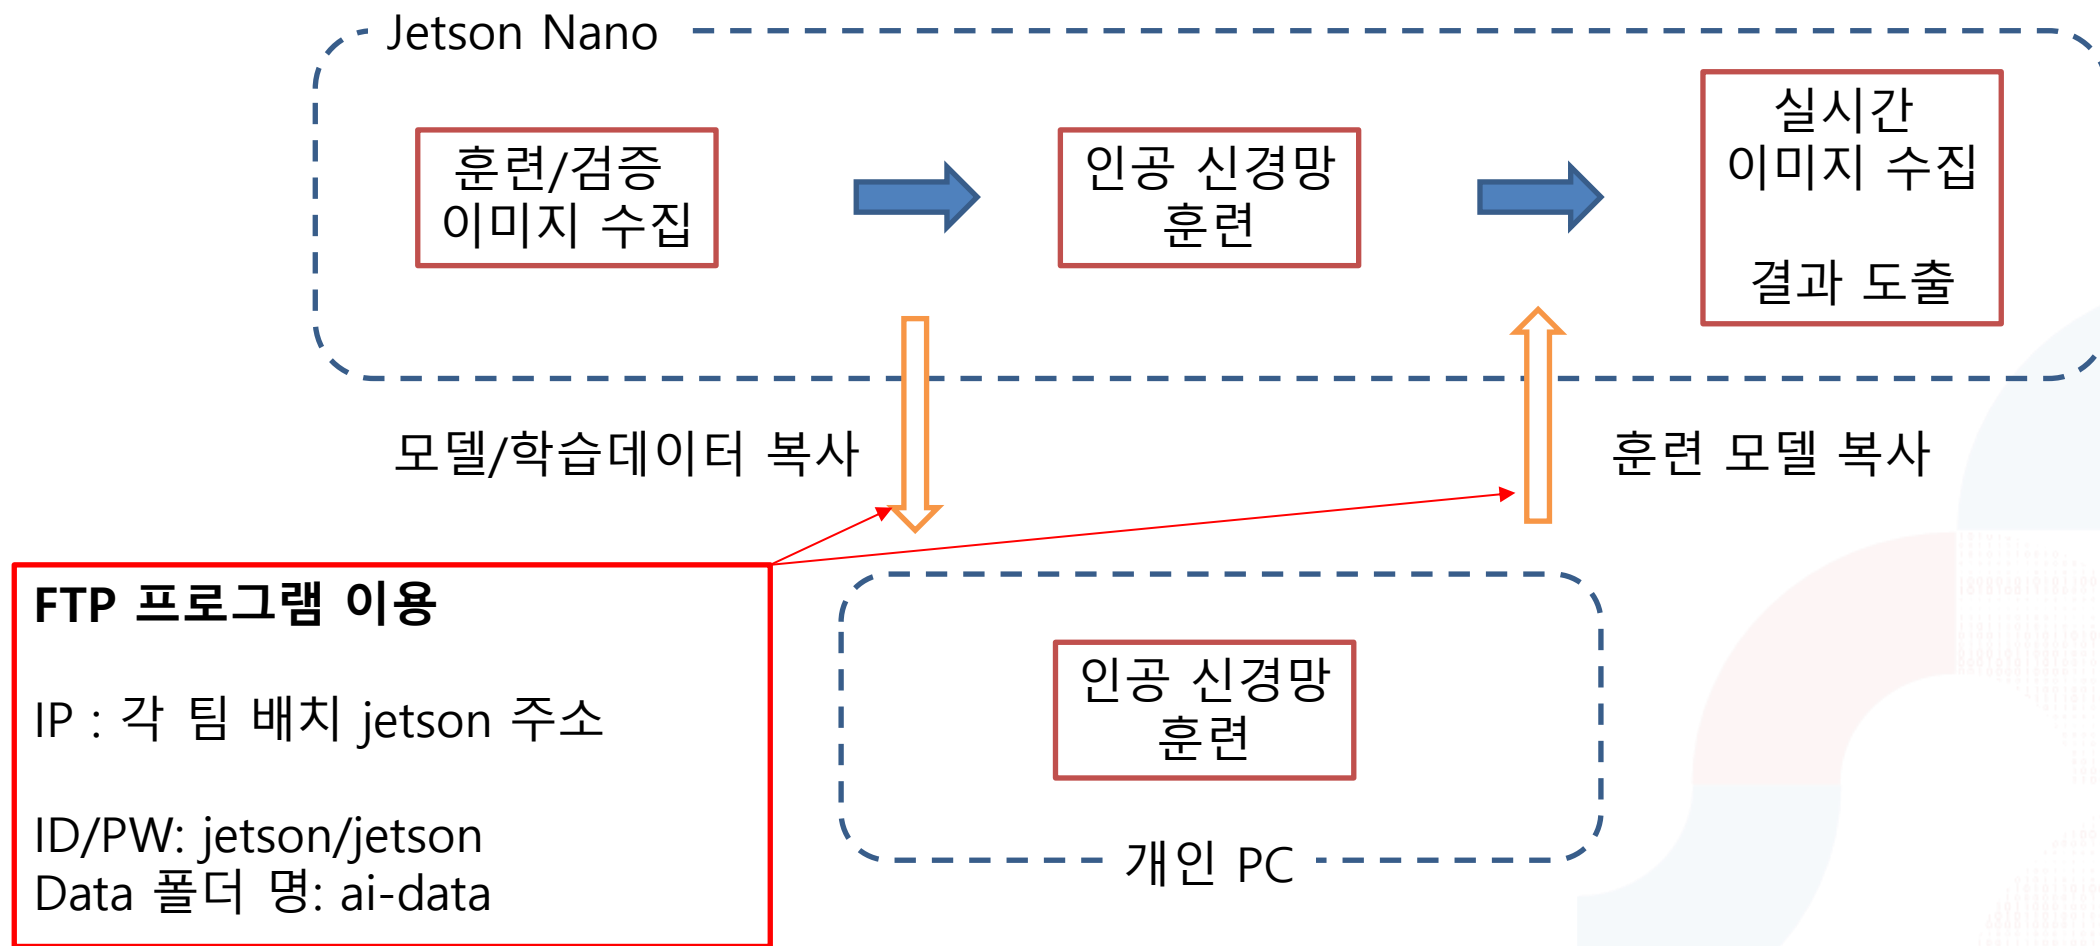 Jetson Nano
훈련/검증
이미지 수집
인공 신경망
훈련
실시간
이미지 수집
결과 도출
모델/학습데이터 복사
훈련 모델 복사
FTP 프로그램 이용
IP : 각 팀 배치 jetson 주소
ID/PW: jetson/jetson
Data 폴더 명: ai-data
인공 신경망
훈련
개인 PC